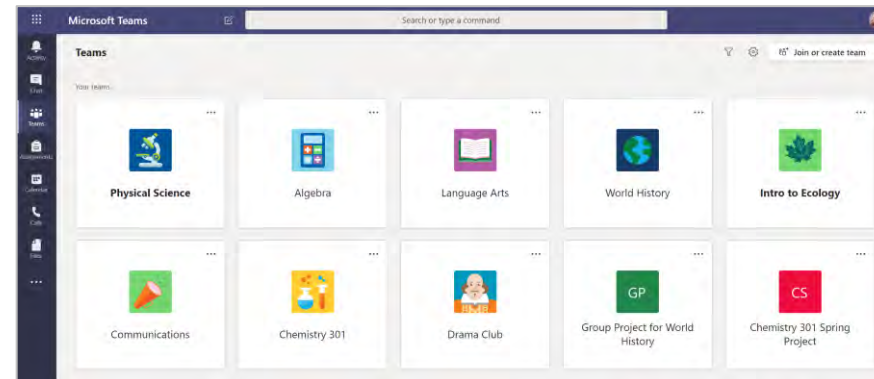 Microsoft Teams
Search or type a command
Teams
Join or create team
Your teams
Activity
Chat
Teams
Assignments
Calendar
Calls
Files
Physical Science
Algebra
Language Arts
World History
Intro to Ecology
Communications
Chemistry 301
Drama Club
GP
Group Project for World
History
CS
Chemistry 301 Spring
Project